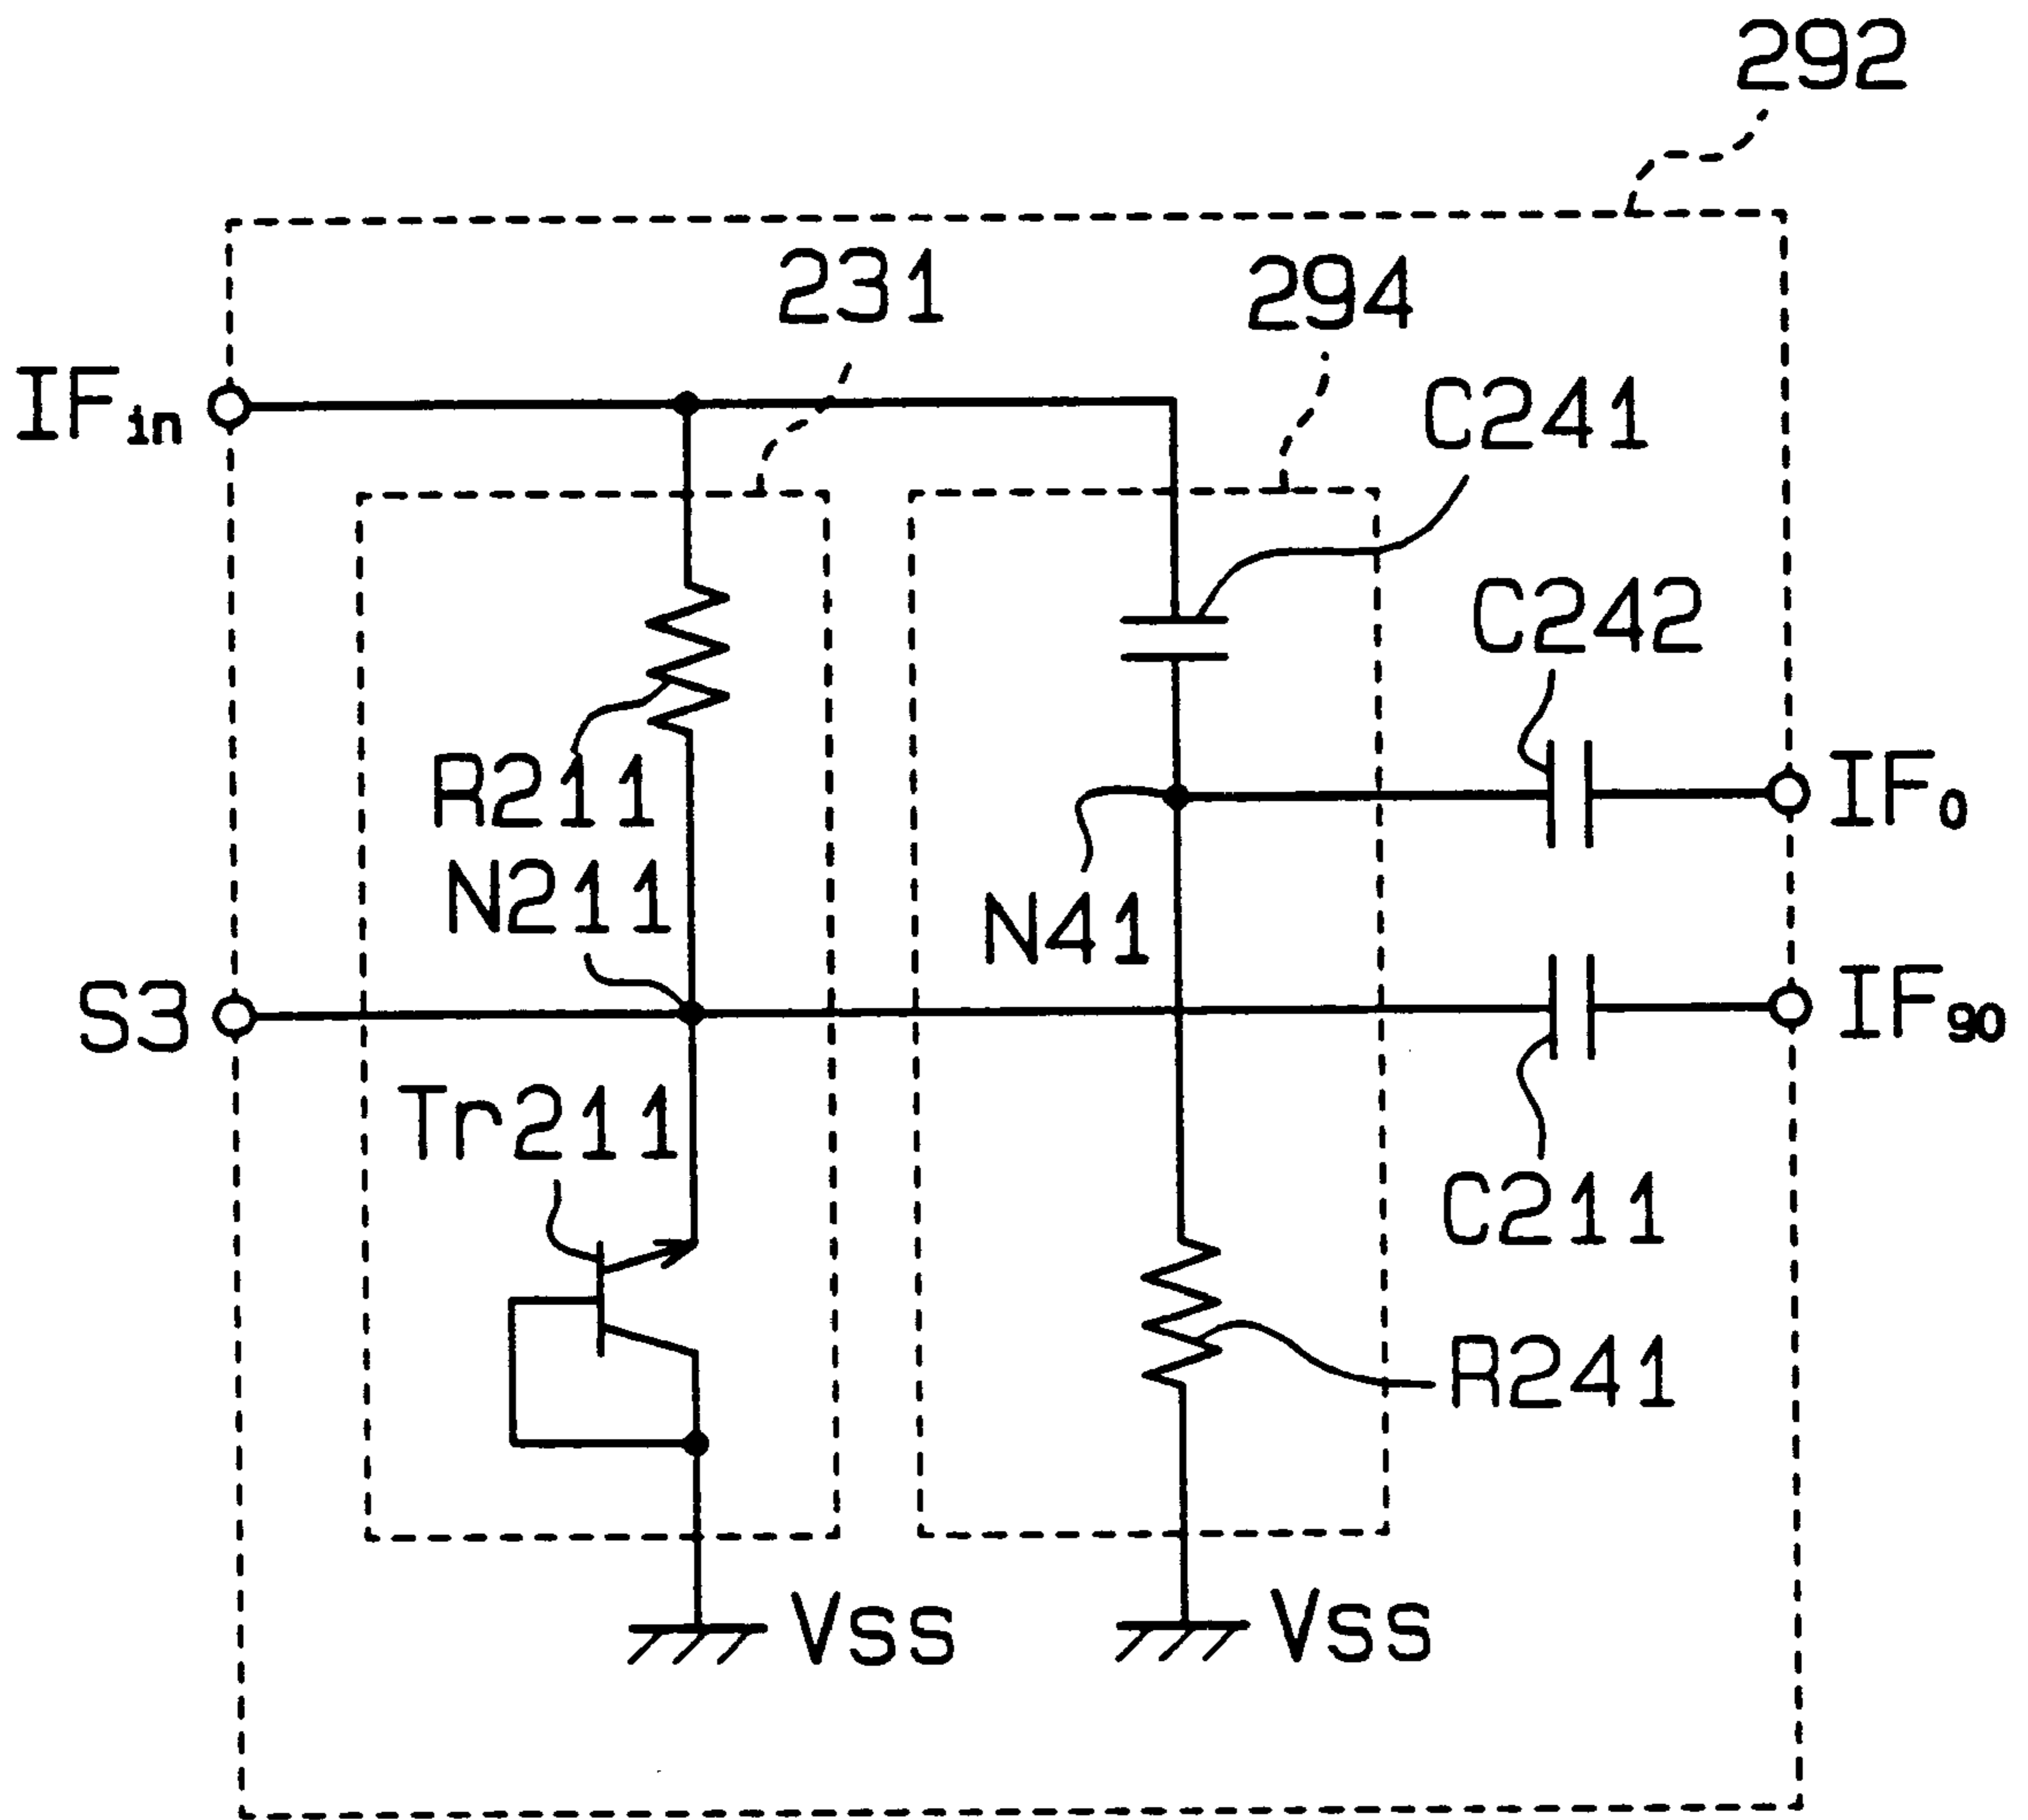 292
231
294
IFin
C241
C242
R211
IF0
N211
N41
S3
IF90
Tr211
C211
R241
Vss
Vss